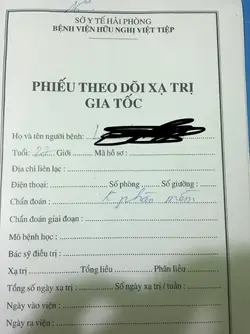 SỞ Y TẾ HẢI PHÒNG
BỆNH VIỆN HỮU NGHỊ VIỆT TIỆP
PHIẾU THEO DÕI XẠ TRỊ
GIA TỐC
Họ và tên người bệnh:
Tuổi: 22 Giới Mã hồ sơ:
Địa chỉ liên lạc:
Điện thoại: Số phòng Số giường:
Chẩn đoán: U phần mềm
Chẩn đoán giai đoạn:
Mô bệnh học:
Bác sỹ điều trị:
Xạ trị: Tổng liều Phân liều
Tổng số ngày xạ trị Số ngày xạ trị / tuần:
Ngày vào viện
Ngày ra viện